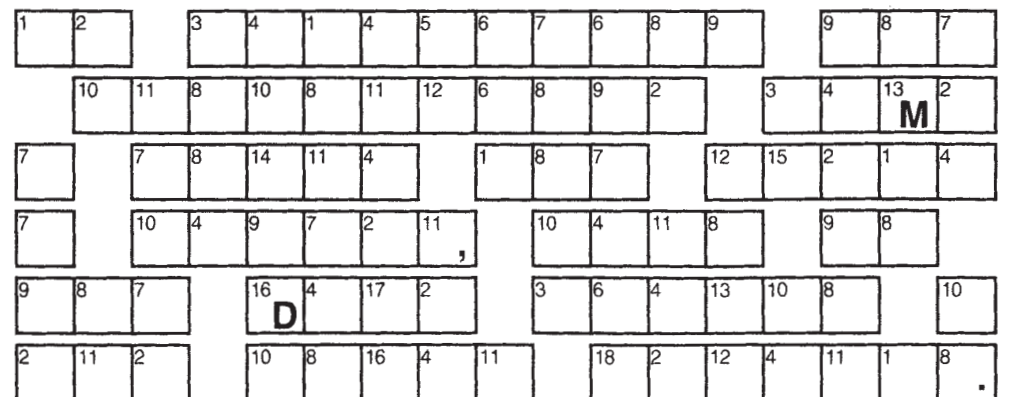 1 2 3 4 1 4 5 6 7 6 8 9 9 8 7
10 11 8 10 8 11 12 6 8 9 2 3 4 13 M 2
7 7 8 14 11 4 1 8 7 12 15 2 1 4
7 10 4 9 7 2 11 , 10 4 11 8 9 8
9 8 7 16 D 4 17 2 3 6 4 13 10 8 10
2 11 2 10 8 16 4 11 18 2 12 4 11 1 8 .